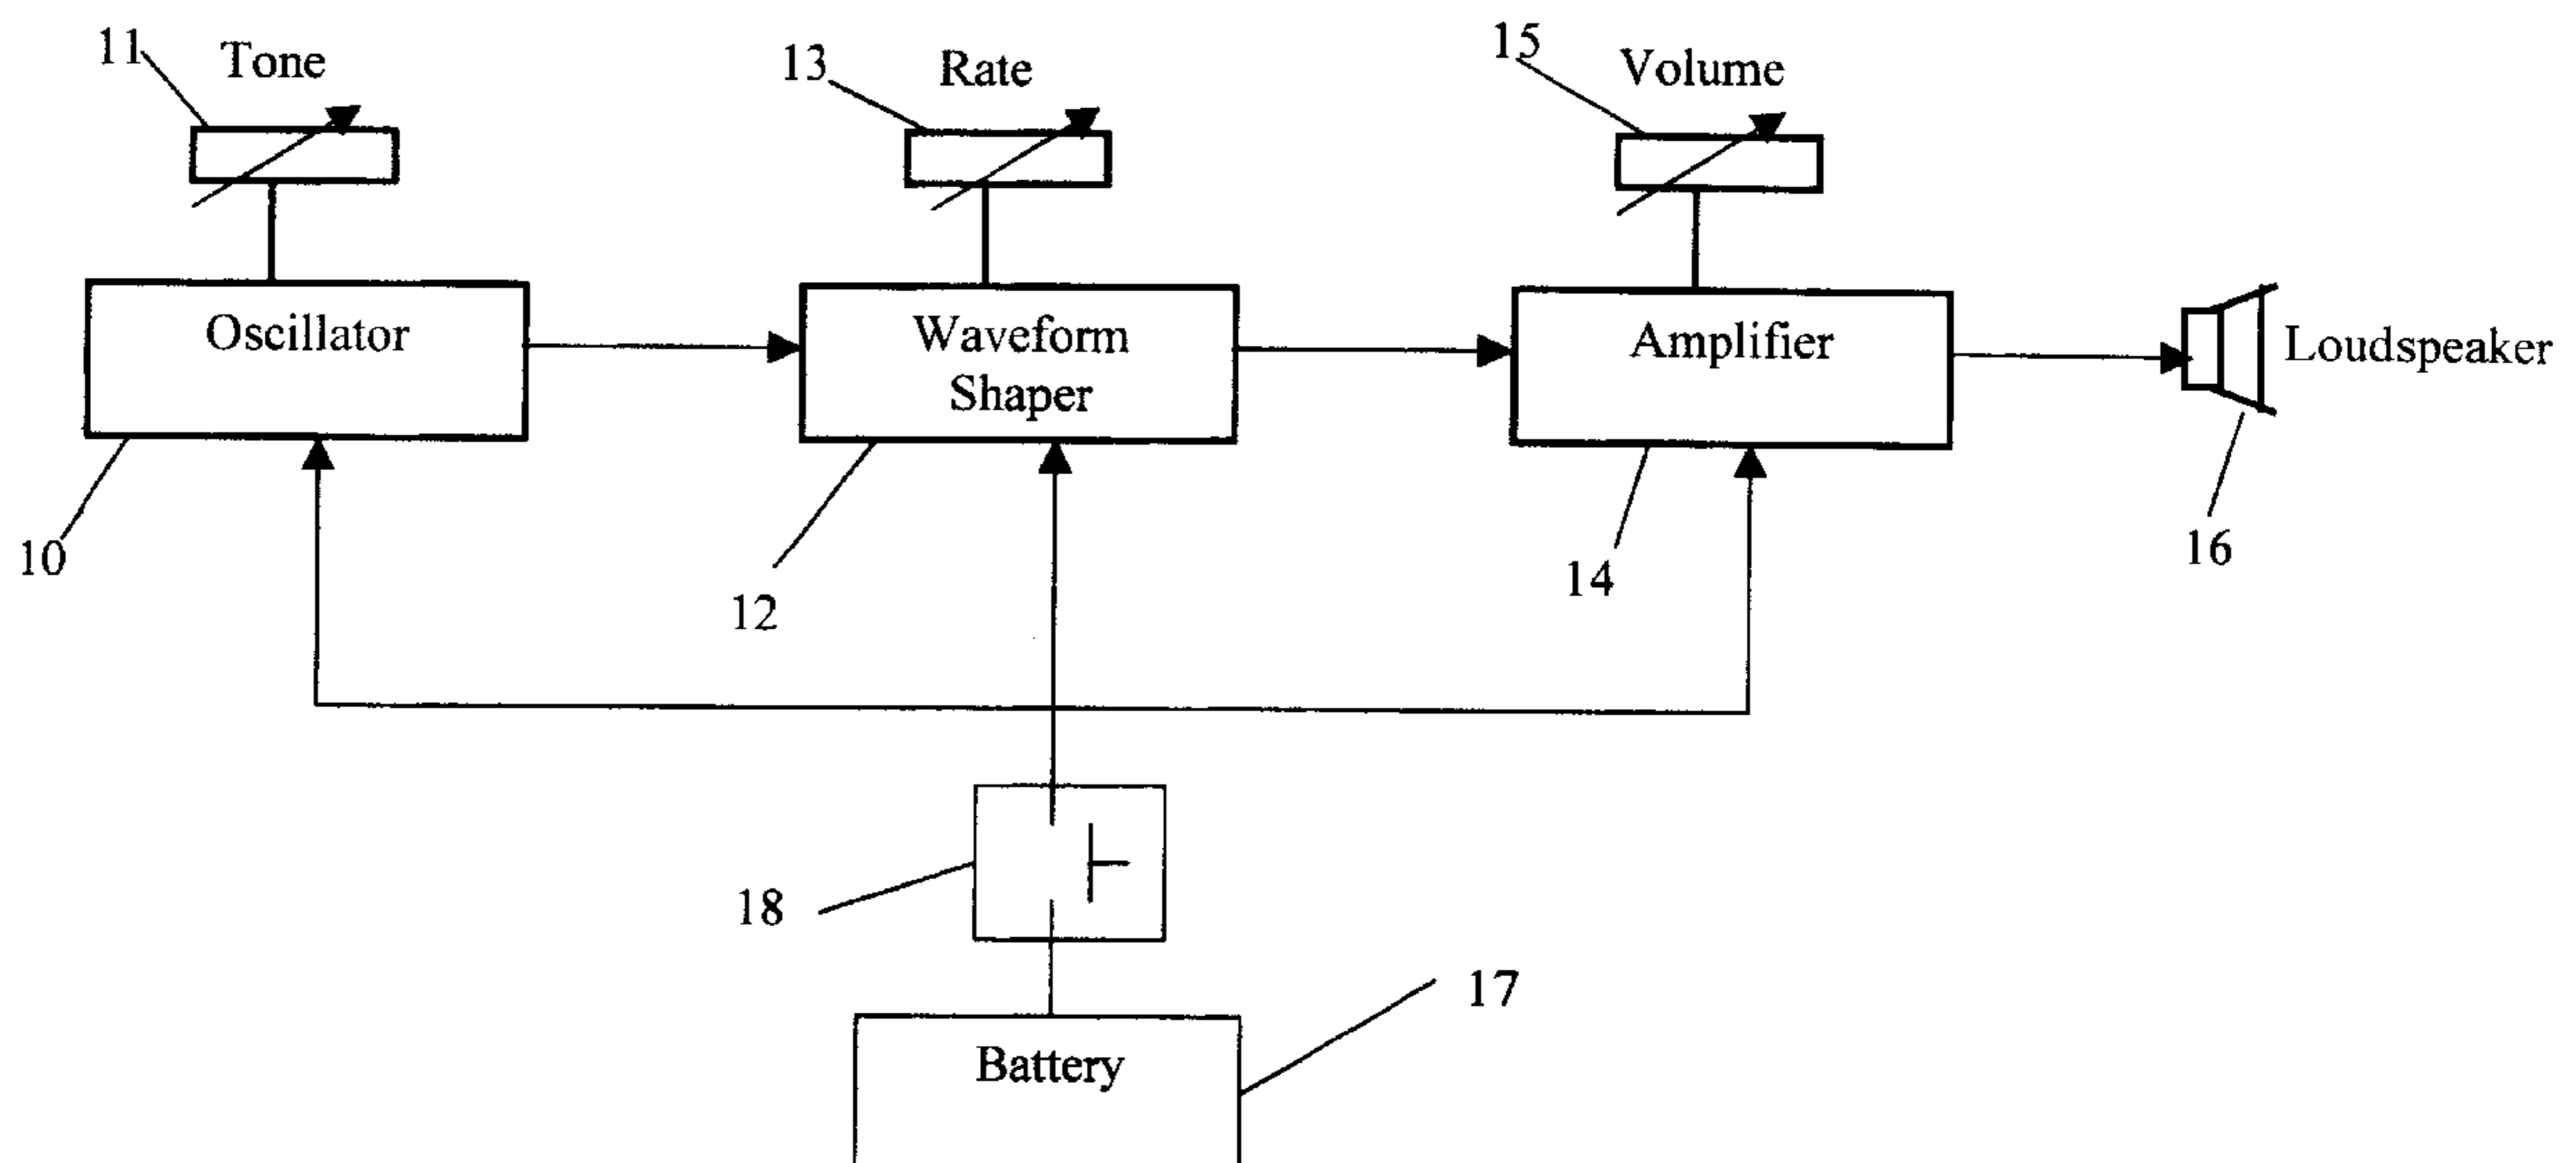 11
Tone
13
Rate
15
Volume
Oscillator
Waveform
Shaper
Amplifier
Loudspeaker
10
12
14
16
18
17
Battery